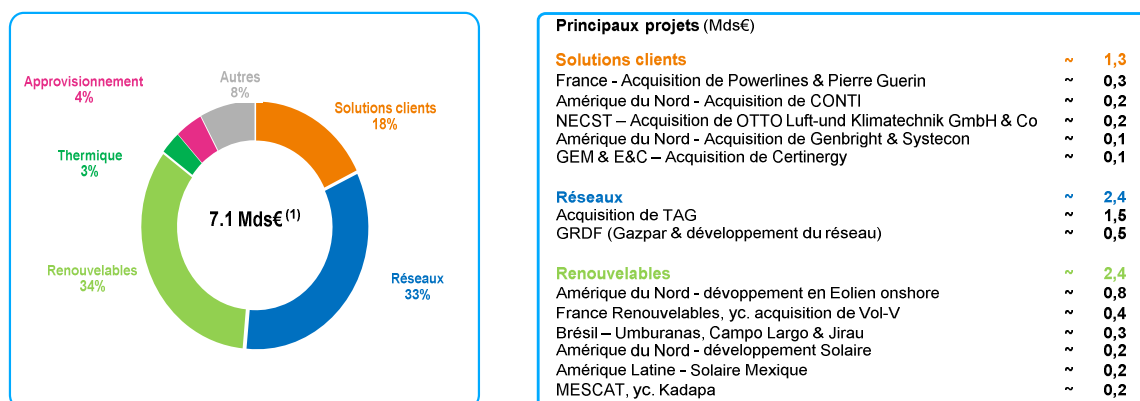 Autres
8%
Approvisionnement
4%
Solutions clients
18%
Thermique
3%
7.1 Mds€ (1)
Renouvelables
34%
Réseaux
33%
Principaux projets (Mds€)
Solutions clients ~ 1,3
France - Acquisition de Powerlines & Pierre Guerin ~ 0,3
Amérique du Nord - Acquisition de CONTI ~ 0,2
NECST – Acquisition de OTTO Luft-und Klimatechnik GmbH & Co ~ 0,2
Amérique du Nord - Acquisition de Genbright & Systecon ~ 0,1
GEM & E&C – Acquisition de Certinergy ~ 0,1
Réseaux ~ 2,4
Acquisition de TAG ~ 1,5
GRDF (Gazpar & développement du réseau) ~ 0,5
Renouvelables ~ 2,4
Amérique du Nord - dévoppement en Eolien onshore ~ 0,8
France Renouvelables, yc. acquisition de Vol-V ~ 0,4
Brésil – Umburanas, Campo Largo & Jirau ~ 0,3
Amérique du Nord - développement Solaire ~ 0,2
Amérique Latine - Solaire Mexique ~ 0,2
MESCAT, yc. Kadapa ~ 0,2